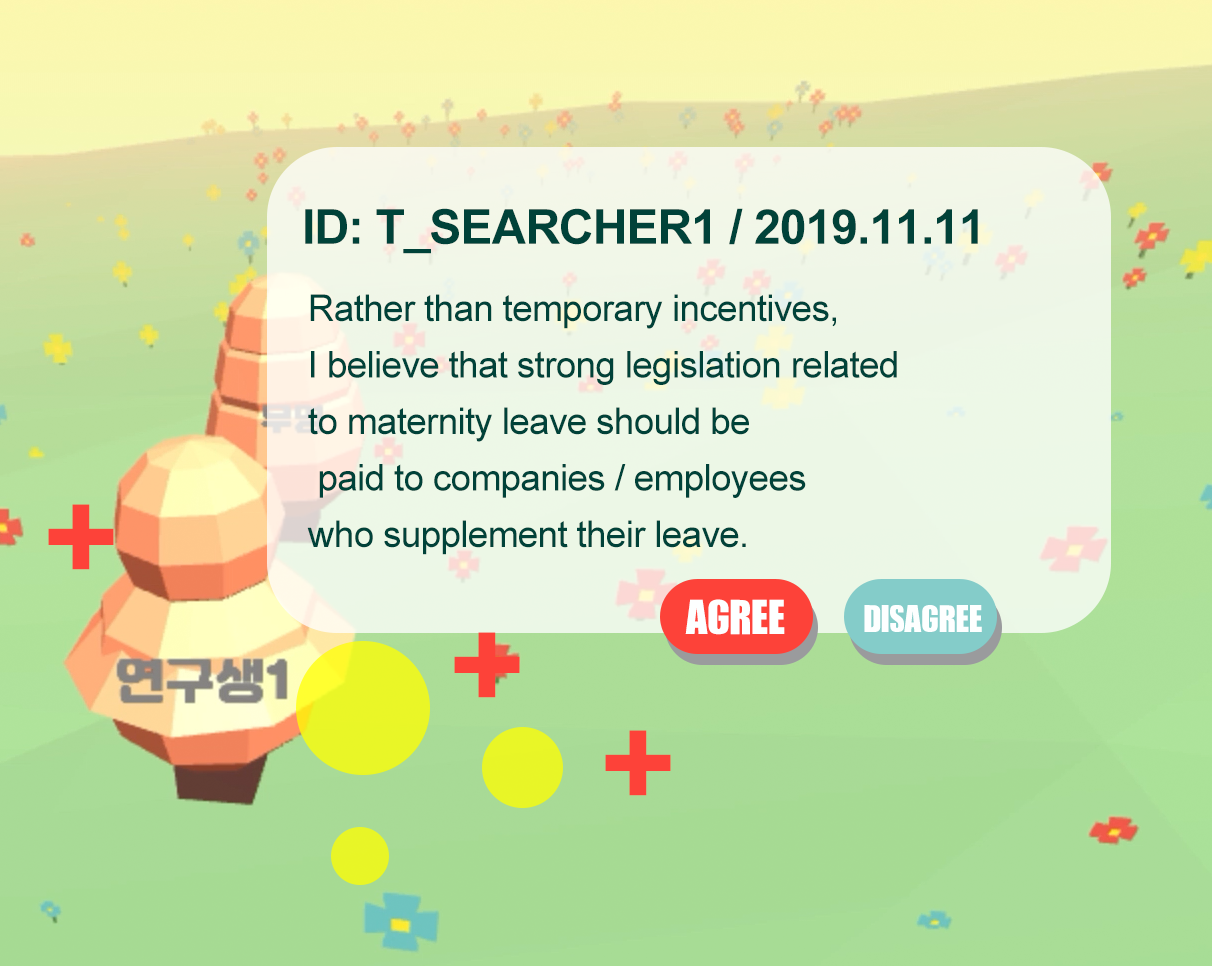 ID: T_SEARCHER1 / 2019.11.11
Rather than temporary incentives,
I believe that strong legislation related
to maternity leave should be
paid to companies / employees
who supplement their leave.
AGREE
DISAGREE
연구생1